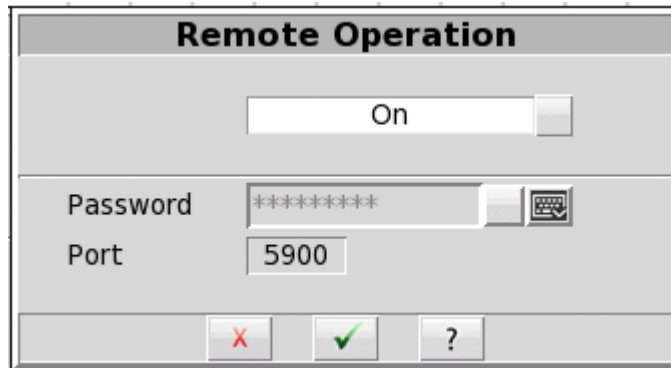 Remote Operation
On
Password *********
Port 5900
X ?